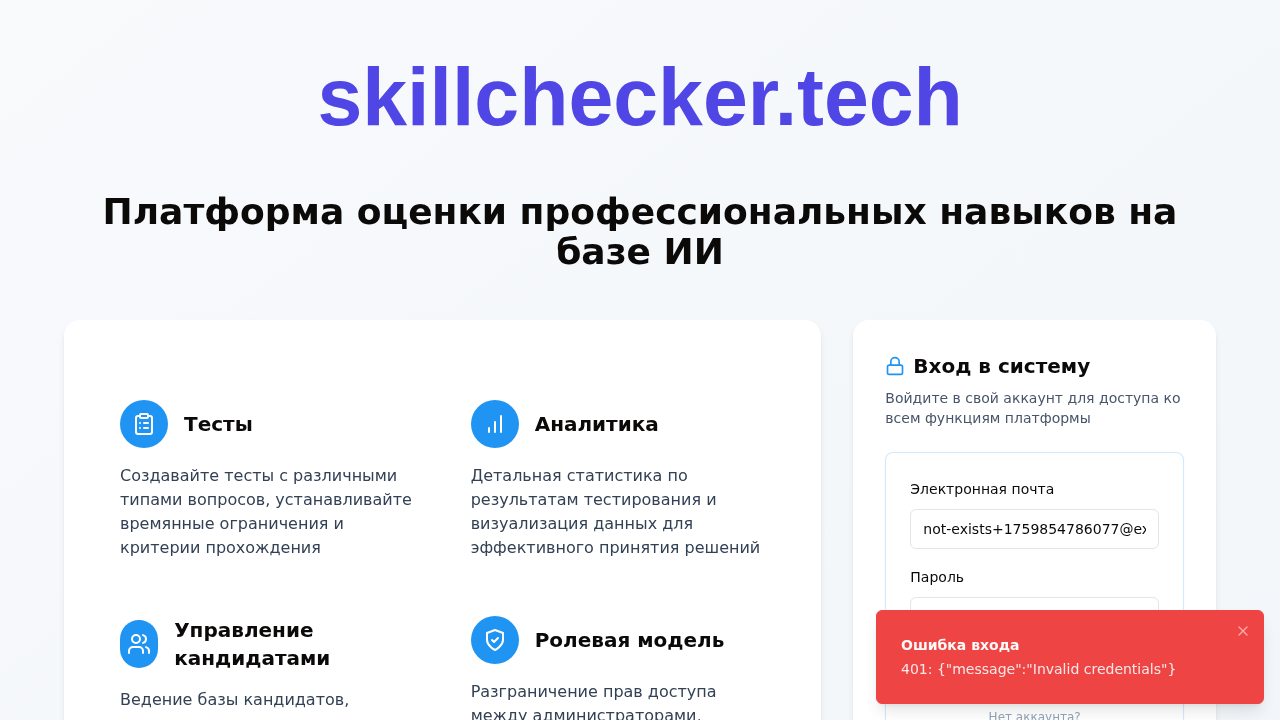 skillchecker.tech
Платформа оценки профессиональных навыков на
базе ИИ
Тесты
Создавайте тесты с различными
типами вопросов, устанавливайте
времянные ограничения и
критерии прохождения
Аналитика
Детальная статистика по
результатам тестирования и
визуализация данных для
эффективного принятия решений
Управление
кандидатами
Ведение базы кандидатов,
Ролевая модель
Разграничение прав доступа
между администраторами,
Вход в систему
Войдите в свой аккаунт для доступа ко
всем функциям платформы
Электронная почта
not-exists+1759854786077@ex
Пароль
Ошибка входа
401: {"message":"Invalid credentials"}
Нет аккаунта?